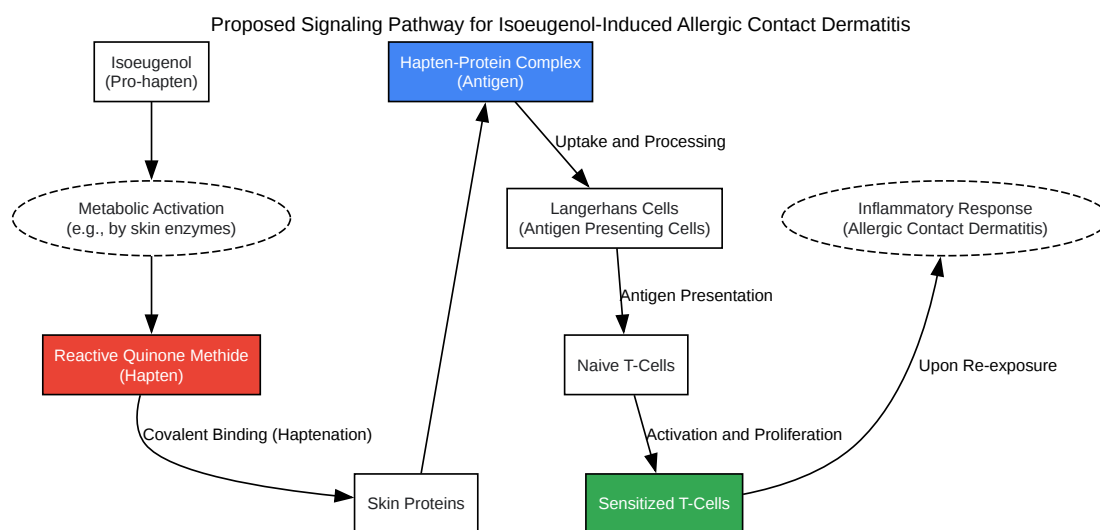 Proposed Signaling Pathway for Isoeugenol-Induced Allergic Contact Dermatitis
Isoeugenol
(Pro-hapten)
Metabolic Activation
(e.g., by skin enzymes)
Reactive Quinone Methide
(Hapten)
Covalent Binding (Haptenation)
Skin Proteins
Hapten-Protein Complex
(Antigen)
Uptake and Processing
Langerhans Cells
(Antigen Presenting Cells)
Antigen Presentation
Naive T-Cells
Activation and Proliferation
Sensitized T-Cells
Upon Re-exposure
Inflammatory Response
(Allergic Contact Dermatitis)